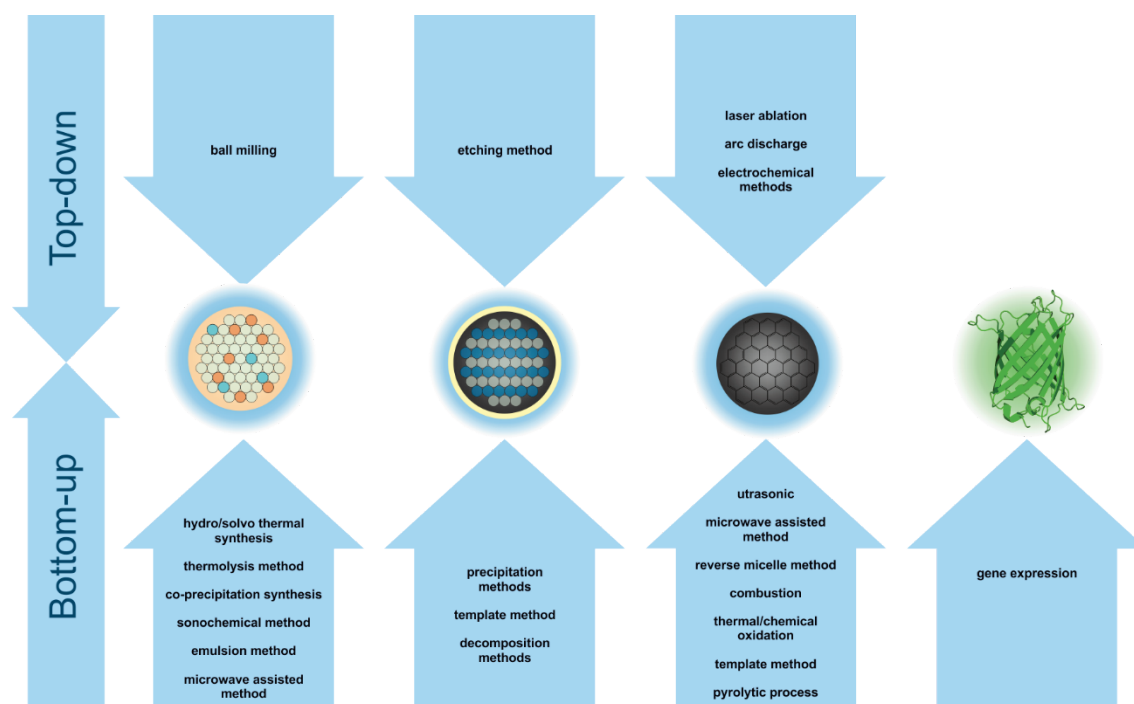 Top-down
ball milling
etching method
laser ablation
arc discharge
electrochemical
methods
Bottom-up
hydro/solvo thermal
synthesis
thermolysis method
co-precipitation synthesis
sonochemical method
emulsion method
microwave assisted
method
precipitation
methods
template method
decomposition
methods
utrasonic
microwave assisted
method
reverse micelle method
combustion
thermal/chemical
oxidation
template method
pyrolytic process
gene expression